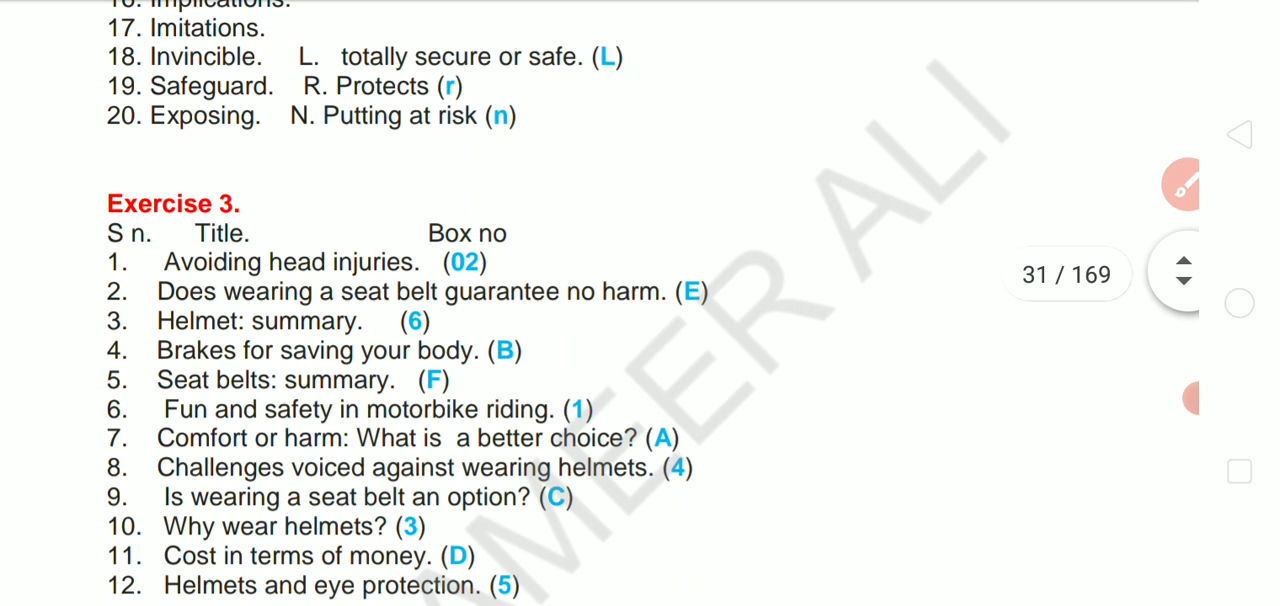 16. Implications.
17. Imitations.
18. Invincible. L. totally secure or safe. (L)
19. Safeguard. R. Protects (r)
20. Exposing. N. Putting at risk (n)
Exercise 3.
S n. Title. Box no
1. Avoiding head injuries. (02)
2. Does wearing a seat belt guarantee no harm. (E)
3. Helmet: summary. (6)
4. Brakes for saving your body. (B)
5. Seat belts: summary. (F)
6. Fun and safety in motorbike riding. (1)
7. Comfort or harm: What is a better choice? (A)
8. Challenges voiced against wearing helmets. (4)
9. Is wearing a seat belt an option? (C)
10. Why wear helmets? (3)
11. Cost in terms of money. (D)
12. Helmets and eye protection. (5)
31 / 169
AMEER ALI